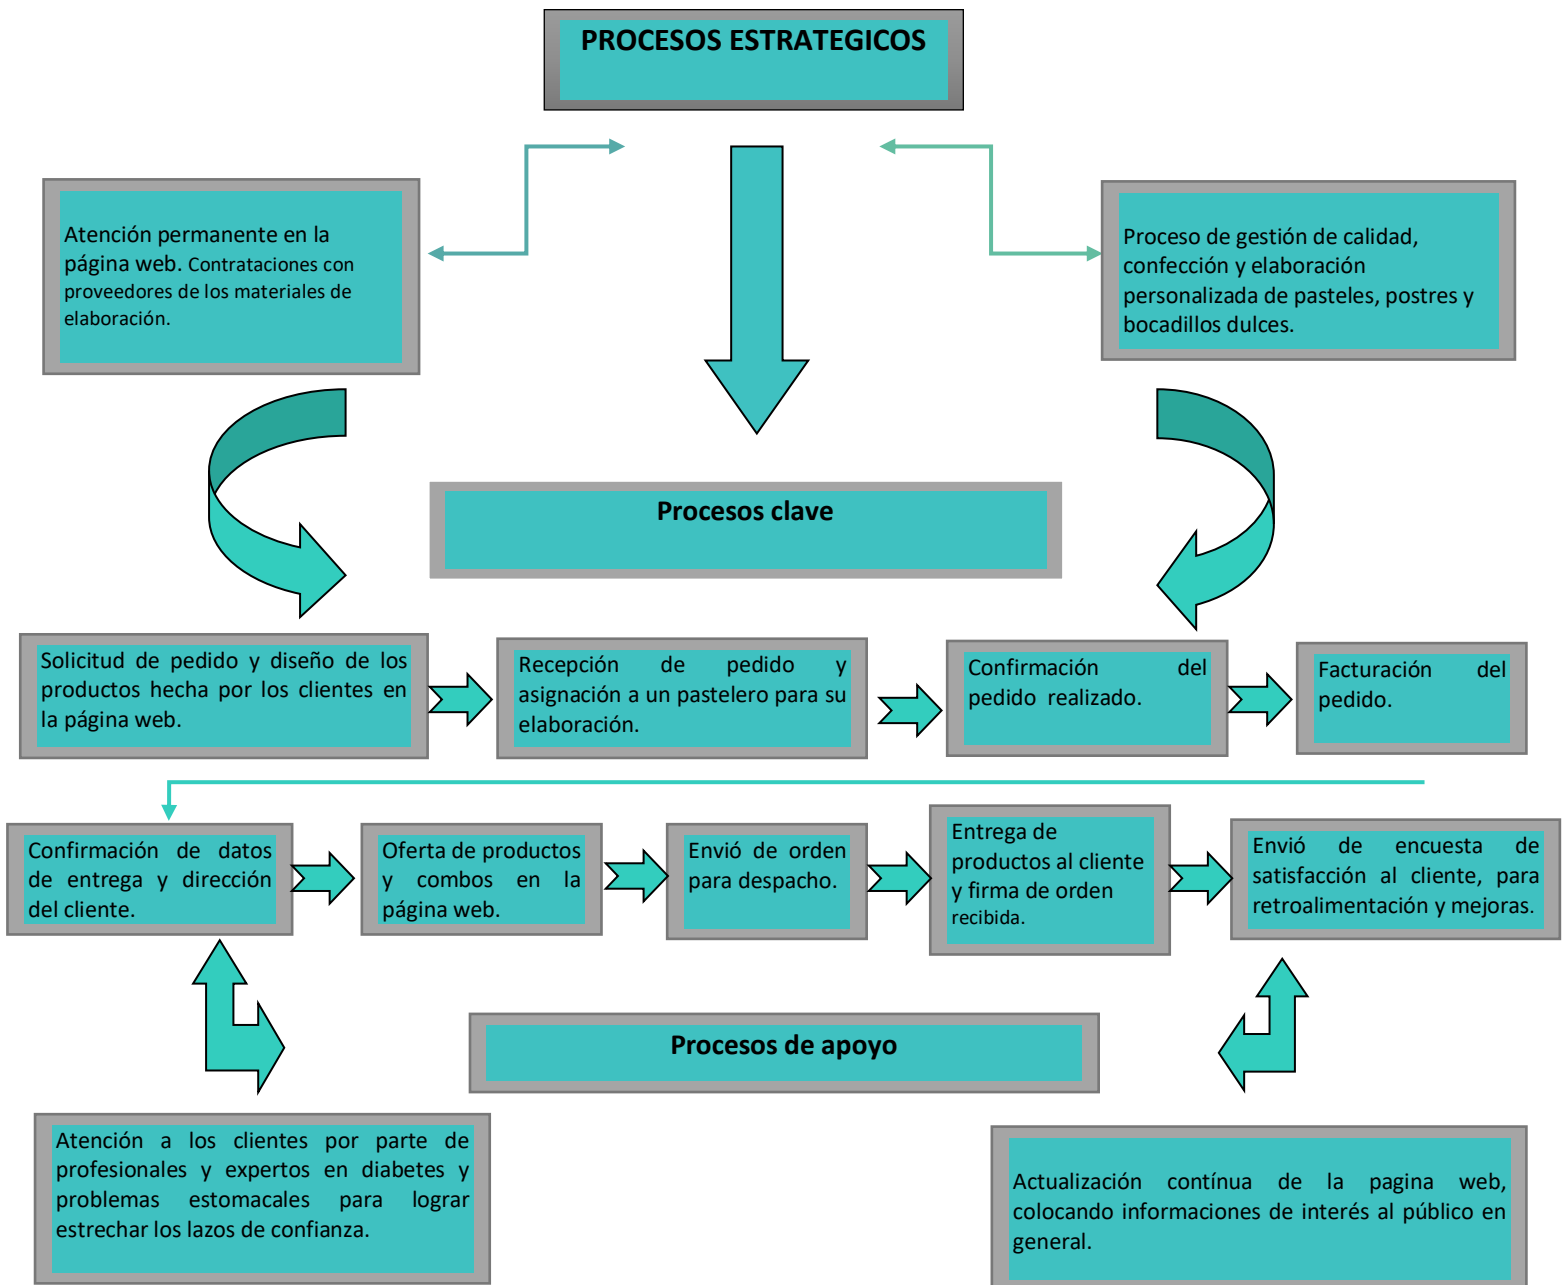 PROCESOS ESTRATEGICOS
Atención permanente en la
página web. Contrataciones con
proveedores de los materiales de
elaboración.
Proceso de gestión de calidad,
confección y elaboración
personalizada de pasteles, postres y
bocadillos dulces.
Procesos clave
Solicitud de pedido y diseño de los
productos hecha por los clientes en
la página web.
Recepción de pedido y
asignación a un pastelero para su
elaboración.
Confirmación del
pedido realizado.
Facturación del
pedido.
Confirmación de datos
de entrega y dirección
del cliente.
Oferta de productos
y combos en la
página web.
Envió de orden
para despacho.
Entrega de
productos al cliente
y firma de orden
recibida.
Envió de encuesta de
satisfacción al cliente, para
retroalimentación y mejoras.
Procesos de apoyo
Atención a los clientes por parte de
profesionales y expertos en diabetes y
problemas estomacales para lograr
estrechar los lazos de confianza.
Actualización contínua de la pagina web,
colocando informaciones de interés al público en
general.